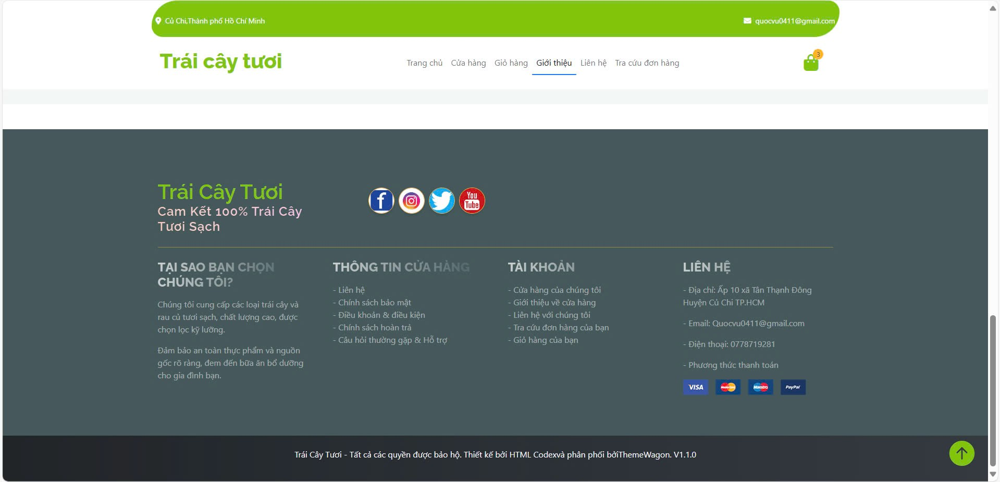 Củ Chi,Thành phố Hồ Chí Minh
quocvu0411@gmail.com
Trái cây tươi
Trang chủ
Cửa hàng
Giỏ hàng
Giới thiệu
Liên hệ
Tra cứu đơn hàng
3
Trái Cây Tươi
Cam Kết 100% Trái Cây
Tươi Sạch
f
You
Tube
TẠI SAO BẠN CHỌN
CHÚNG TÔI?
Chúng tôi cung cấp các loại trái cây và
rau củ tươi sạch, chất lượng cao, được
chọn lọc kỹ lưỡng.
Đảm bảo an toàn thực phẩm và nguồn
gốc rõ ràng, đem đến bữa ăn bổ dưỡng
cho gia đình bạn.
THÔNG TIN CỬA HÀNG
- Liên hệ
- Chính sách bảo mật
- Điều khoản & điều kiện
- Chính sách hoàn trả
- Câu hỏi thường gặp & Hỗ trợ
TÀI KHOẢN
- Cửa hàng của chúng tôi
- Giới thiệu về cửa hàng
- Liên hệ với chúng tôi
- Tra cứu đơn hàng của bạn
- Giỏ hàng của bạn
LIÊN HỆ
- Địa chỉ: Ấp 10 xã Tân Thạnh Đông
Huyện Củ Chi TP.HCM
- Email: Quocvu0411@gmail.com
- Điện thoại: 0778719281
- Phương thức thanh toán
VISA
MasterCard
Maestro
PayPal
Trái Cây Tươi - Tất cả các quyền được bảo hộ. Thiết kế bởi HTML Codexvà phân phối bởiThemeWagon. V1.1.0